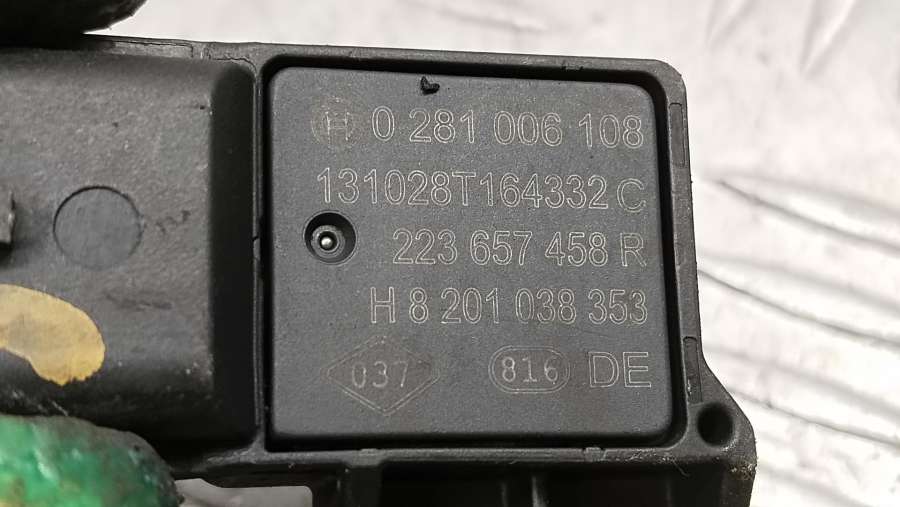 0 281 006 108
131028T164332 C
223 657 458 R
H 8 201 038 353
037 816 DE